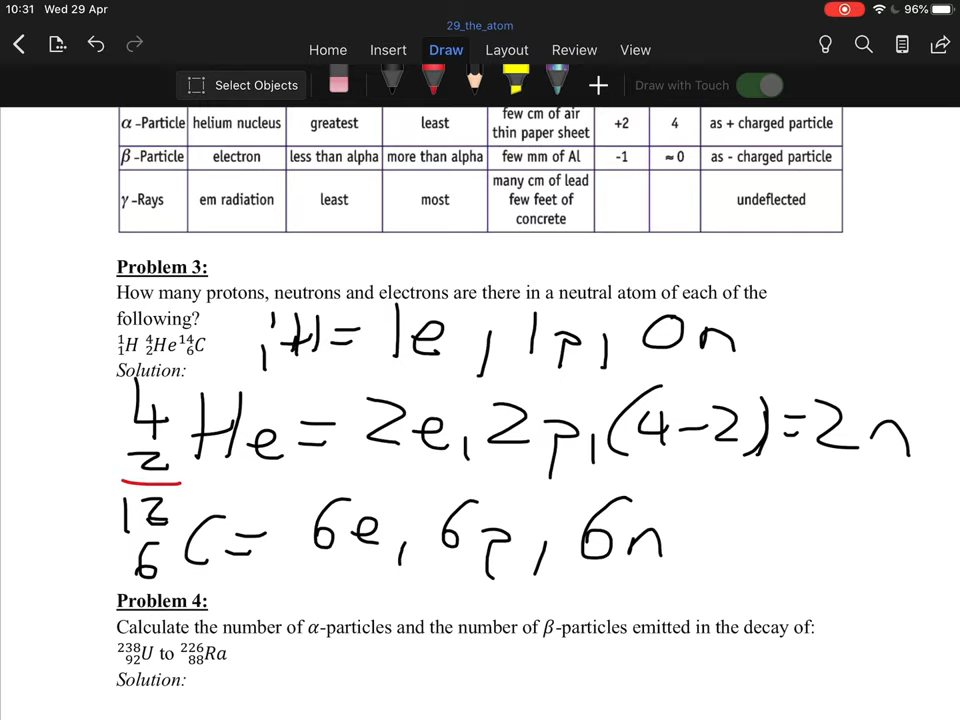 10:31 Wed 29 Apr 96%
29_the_atom
Home Insert Draw Layout Review View
Select Objects Draw with Touch
α -Particle helium nucleus greatest least few cm of air thin paper sheet +2 4 as + charged particle
β -Particle electron less than alpha more than alpha few mm of Al -1 ≈ 0 as - charged particle
γ -Rays em radiation least most many cm of lead few feet of concrete undeflected
Problem 3:
How many protons, neutrons and electrons are there in a neutral atom of each of the
following?
¹₁H = 1e, 1p, 0n
¹₁H ⁴₂He ¹⁴₆C
Solution:
⁴₂He = 2e, 2p, (4-2) = 2n
¹²₆C = 6e, 6p, 6n
Problem 4:
Calculate the number of α-particles and the number of β-particles emitted in the decay of:
²³⁸₉₂U to ²²⁶₈₈Ra
Solution: